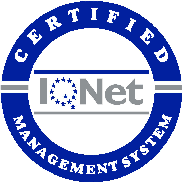 CERTIFIED
IQNet
MANAGEMENT SYSTEM